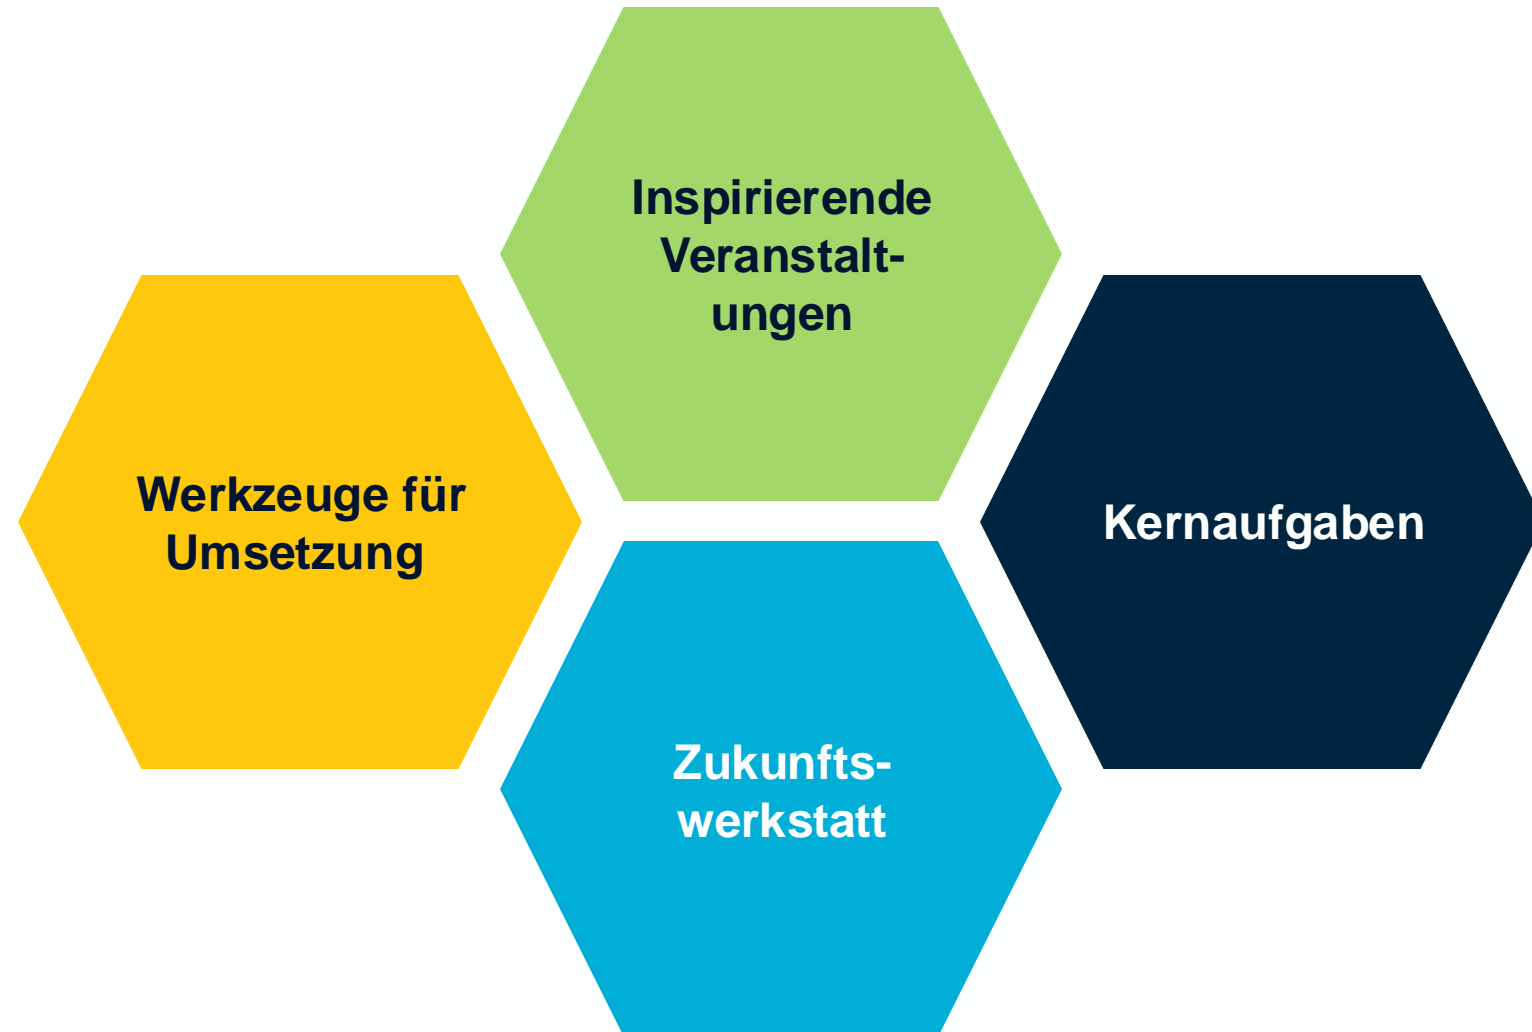 Inspirierende
Veranstalt-
ungen
Werkzeuge für
Umsetzung
Kernaufgaben
Zukunfts-
werkstatt